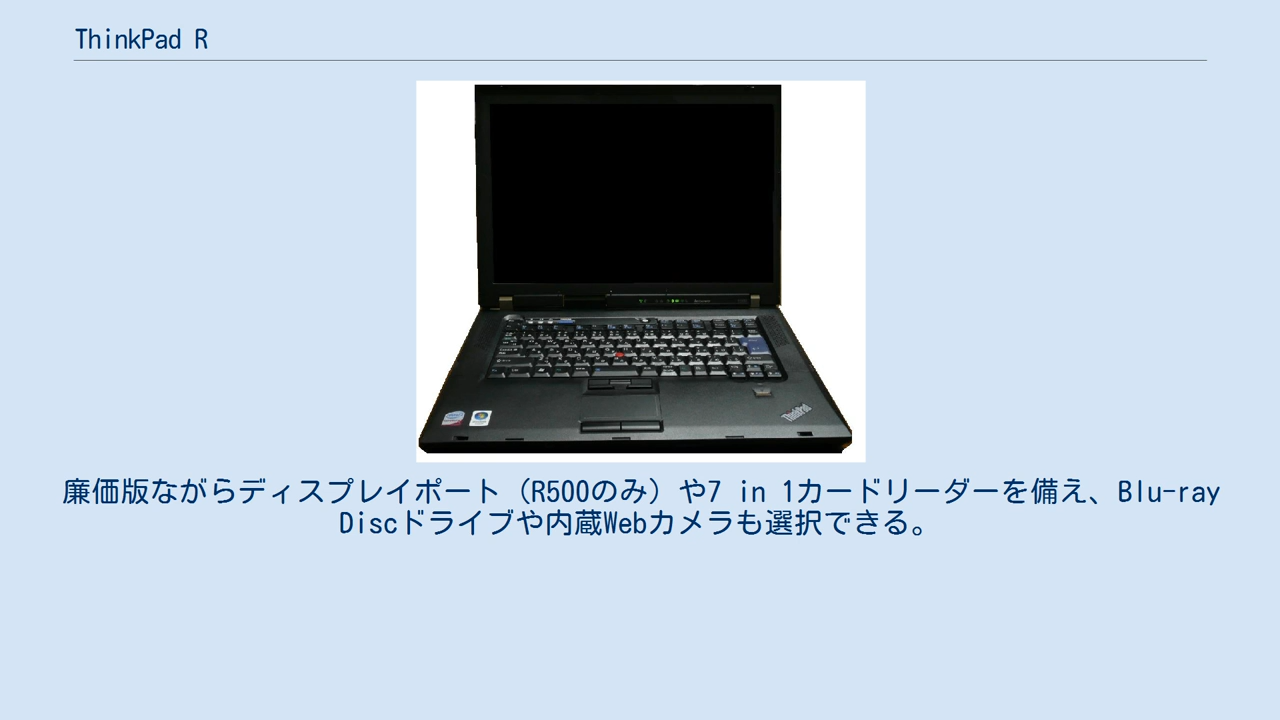 ThinkPad R
ThinkPad
廉価版ながらディスプレイポート（R500のみ）や7 in 1カードリーダーを備え、Blu-ray
Discドライブや内蔵Webカメラも選択できる。